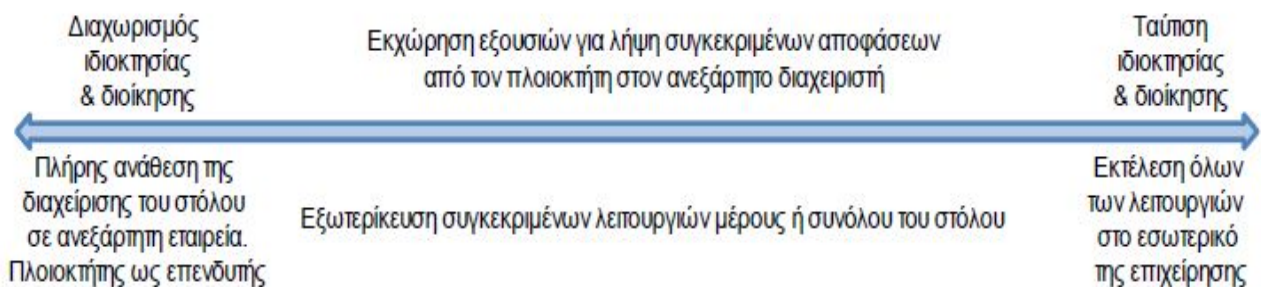 Διαχωρισμός
ιδιοκτησίας
& διοίκησης
Εκχώρηση εξουσιών για λήψη συγκεκριμένων αποφάσεων
από τον πλοιοκτήτη στον ανεξάρτητο διαχειριστή
Ταύτιση
ιδιοκτησίας
& διοίκησης
Πλήρης ανάθεση της
διαχείρισης του στόλου
σε ανεξάρτητη εταιρεία.
Πλοιοκτήτης ως επενδυτής
Εξωτερίκευση συγκεκριμένων λειτουργιών μέρους ή συνόλου του στόλου
Εκτέλεση όλων
των λειτουργιών
στο εσωτερικό
της επιχείρησης